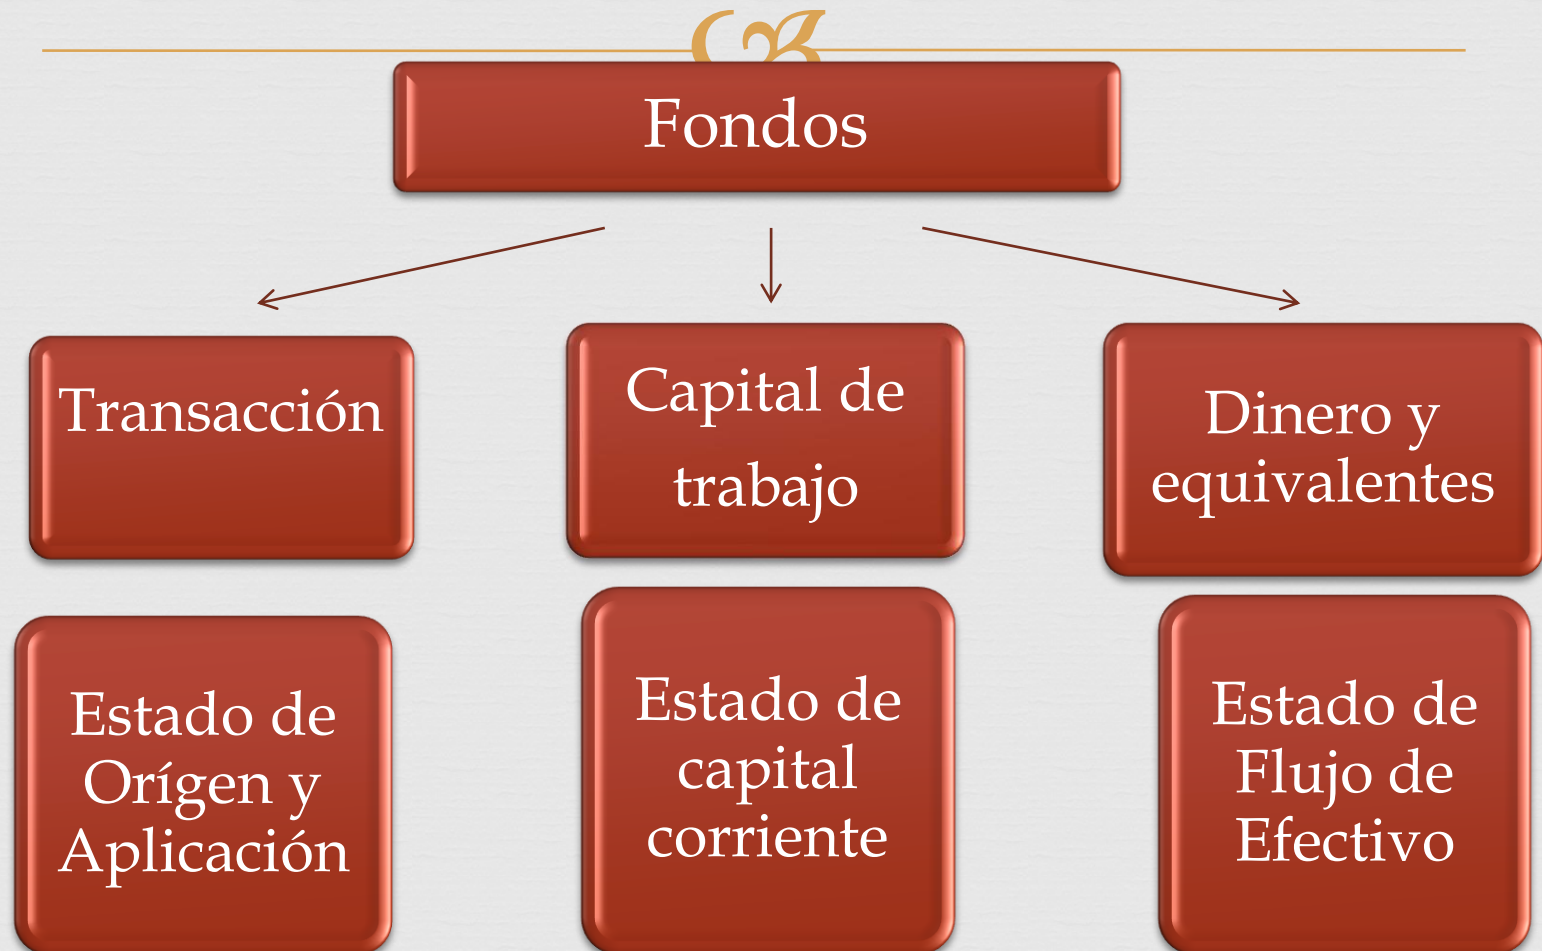 Fondos
Transacción
Capital de
trabajo
Dinero y
equivalentes
Estado de
Orígen y
Aplicación
Estado de
capital
corriente
Estado de
Flujo de
Efectivo